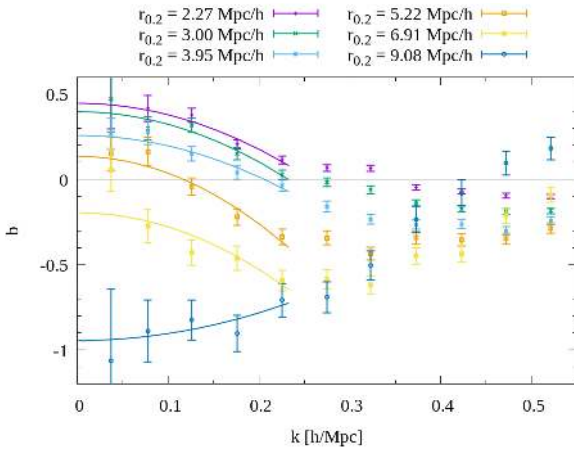 r0.2 = 2.27 Mpc/h r0.2 = 5.22 Mpc/h
r0.2 = 3.00 Mpc/h r0.2 = 6.91 Mpc/h
r0.2 = 3.95 Mpc/h r0.2 = 9.08 Mpc/h
0.5
0
-0.5
-1
b
0 0.1 0.2 0.3 0.4 0.5
k [h/Mpc]